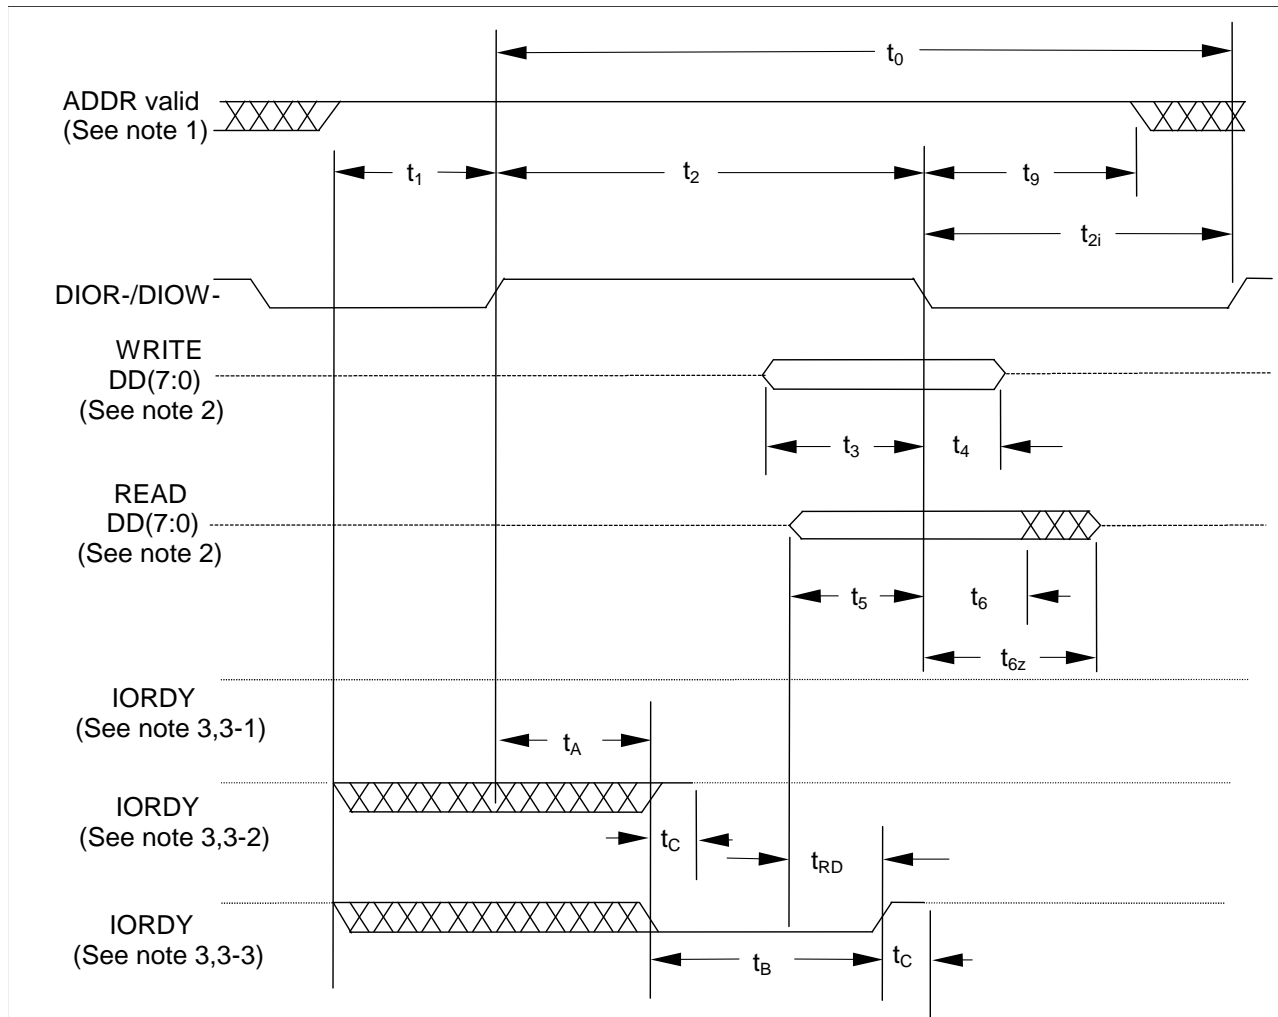 t0
ADDR valid
(See note 1)
t1
t2
t9
t2i
DIOR-/DIOW-
WRITE
DD(7:0)
(See note 2)
t3
t4
READ
DD(7:0)
(See note 2)
t5
t6
t6z
IORDY
(See note 3,3-1)
tA
IORDY
(See note 3,3-2)
tC
tRD
IORDY
(See note 3,3-3)
tB
tC